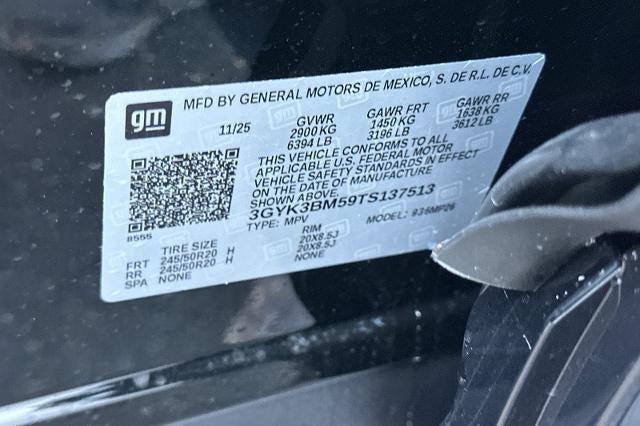 gm MFD BY GENERAL MOTORS DE MEXICO, S. DE R.L. DE C.V.
11/25 GVWR GAWR FRT GAWR RR
2900 KG 1450 KG 1638 KG
6394 LB 3196 LB 3612 LB
THIS VEHICLE CONFORMS TO ALL
APPLICABLE U.S. FEDERAL MOTOR
VEHICLE SAFETY STANDARDS IN EFFECT
ON THE DATE OF MANUFACTURE
SHOWN ABOVE.
3GYK3BM59TS137513
8555 TYPE: MPV MODEL: 936MP26
TIRE SIZE RIM
FRT 245/50R20 H 20X8.5J
RR 245/50R20 H 20X8.5J
SPA NONE NONE